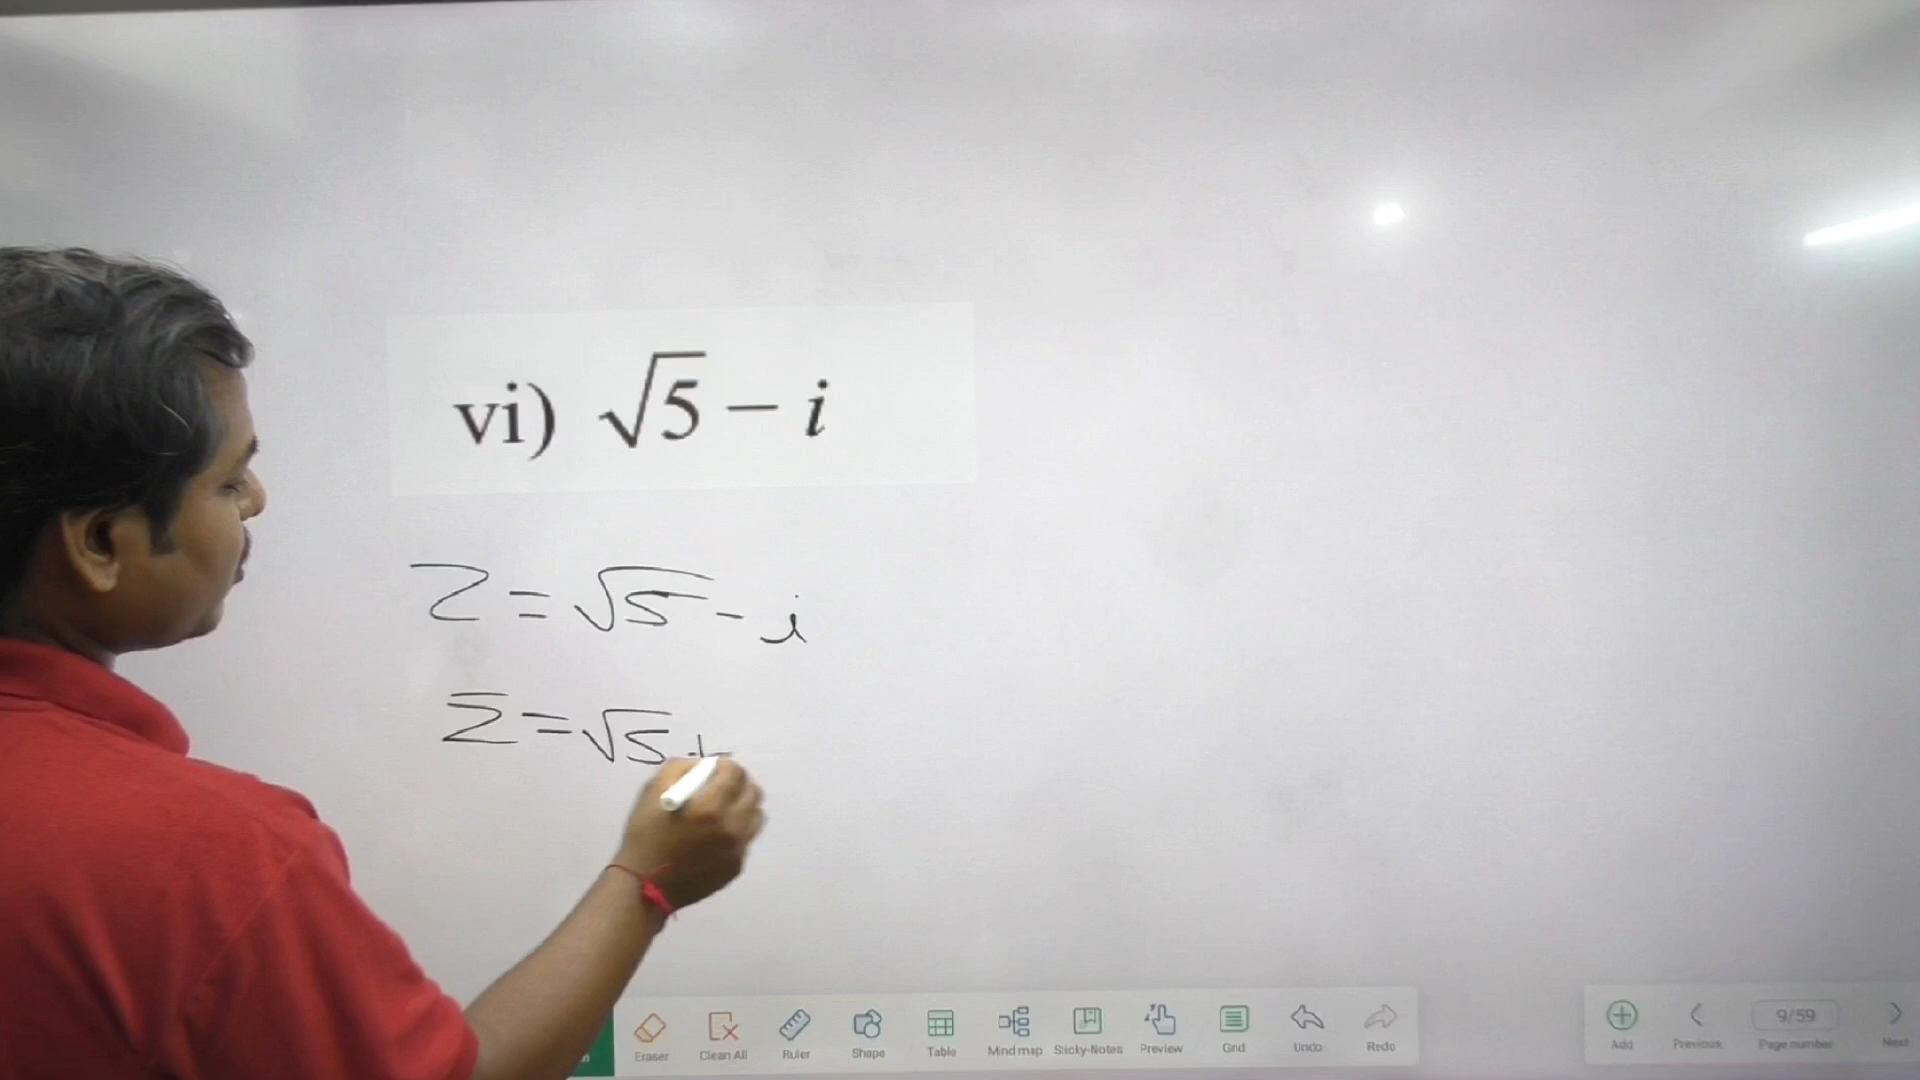 vi) √5 − i
Z = √5 - i
Z̅ = √5 +
Eraser
Clean All
Ruler
Shape
Table
Mind map
Sticky-Notes
Preview
Grid
Undo
Redo
Add
Previous
9/59
Page number
Next